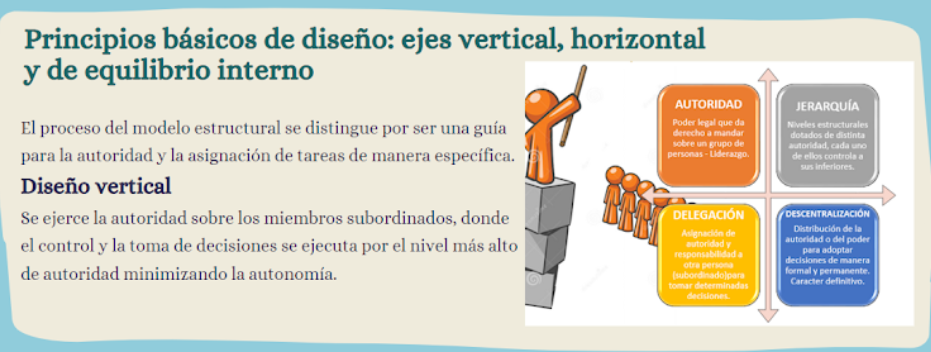 Principios básicos de diseño: ejes vertical, horizontal
y de equilibrio interno
El proceso del modelo estructural se distingue por ser una guía
para la autoridad y la asignación de tareas de manera específica.
Diseño vertical
Se ejerce la autoridad sobre los miembros subordinados, donde
el control y la toma de decisiones se ejecuta por el nivel más alto
de autoridad minimizando la autonomía.
AUTORIDAD
Poder legal que da
derecho a mandar
sobre un grupo de
personas - Liderazgo.
JERARQUÍA
Niveles estructurales
dotados de distinta
autoridad, cada uno
de ellos controla a
sus inferiores.
DELEGACIÓN
Asignación de
autoridad y
responsabilidad a
otra persona
(subordinado)para
tomar determinadas
decisiones.
DESCENTRALIZACIÓN
Distribución de la
autoridad o del poder
para adoptar
decisiones de manera
formal y permanente.
Caracter definitivo.